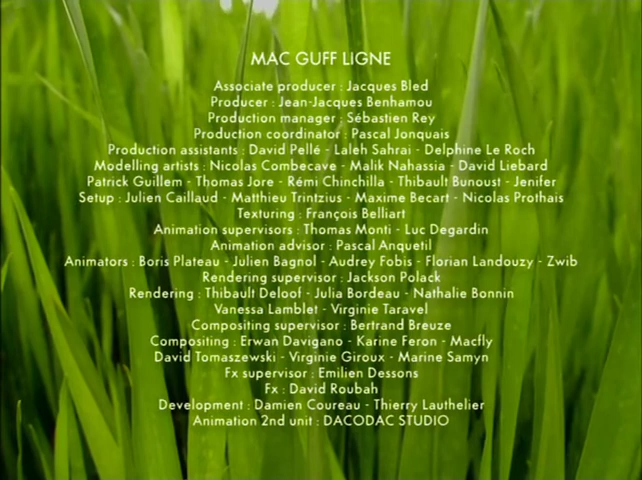 MAC GUFF LIGNE
Associate producer : Jacques Bled
Producer : Jean-Jacques Benhamou
Production manager : Sébastien Rey
Production coordinator : Pascal Jonquais
Production assistants : David Pellé - Laleh Sahrai - Delphine Le Roch
Modelling artists : Nicolas Combecave - Malik Nahassia - David Liebard
Patrick Guillem - Thomas Jore - Rémi Chinchilla - Thibault Bunoust - Jenifer
Setup : Julien Caillaud - Matthieu Trintzius - Maxime Becart - Nicolas Prothais
Texturing : François Belliart
Animation supervisors : Thomas Monti - Luc Degardin
Animation advisor : Pascal Anquetil
Animators : Boris Plateau - Julien Bagnol - Audrey Fobis - Florian Landouzy - Zwib
Rendering supervisor : Jackson Polack
Rendering : Thibault Deloof - Julia Bordeau - Nathalie Bonnin
Vanessa Lamblet - Virginie Taravel
Compositing supervisor : Bertrand Breuze
Compositing : Erwan Davigano - Karine Feron - Macfly
David Tomaszewski - Virginie Giroux - Marine Samyn
Fx supervisor : Emilien Dessons
Fx : David Roubah
Development : Damien Coureau - Thierry Lauthelier
Animation 2nd unit : DACODAC STUDIO